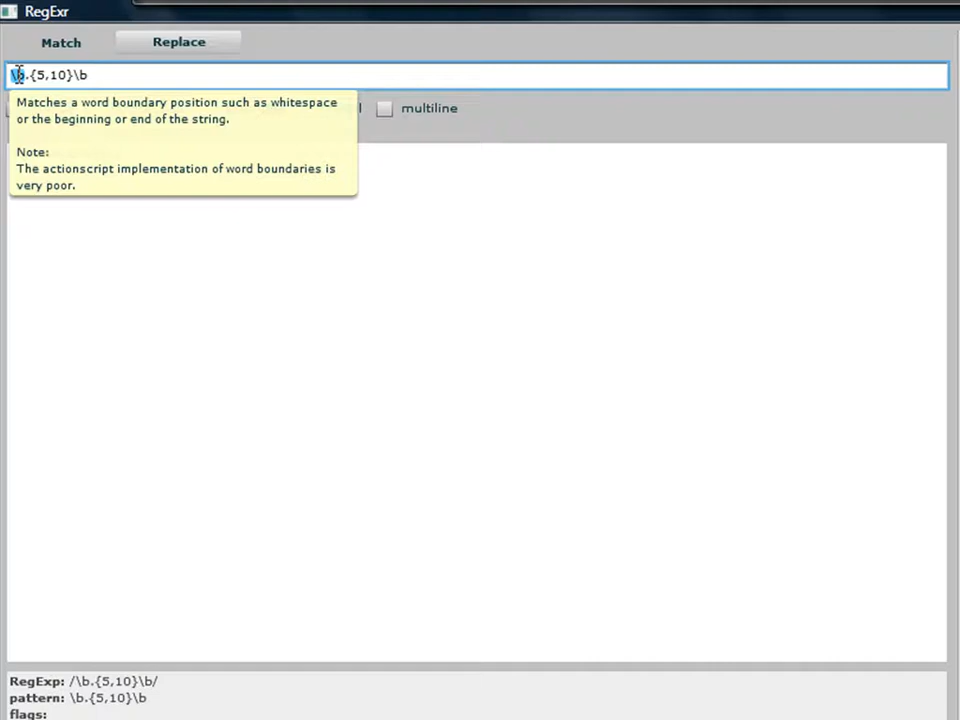 RegExr
Match Replace
\b.{5,10}\b
Matches a word boundary position such as whitespace
or the beginning or end of the string.
Note:
The actionscript implementation of word boundaries is
very poor.
l multiline
RegExp: /\b.{5,10}\b/
pattern: \b.{5,10}\b
flags: